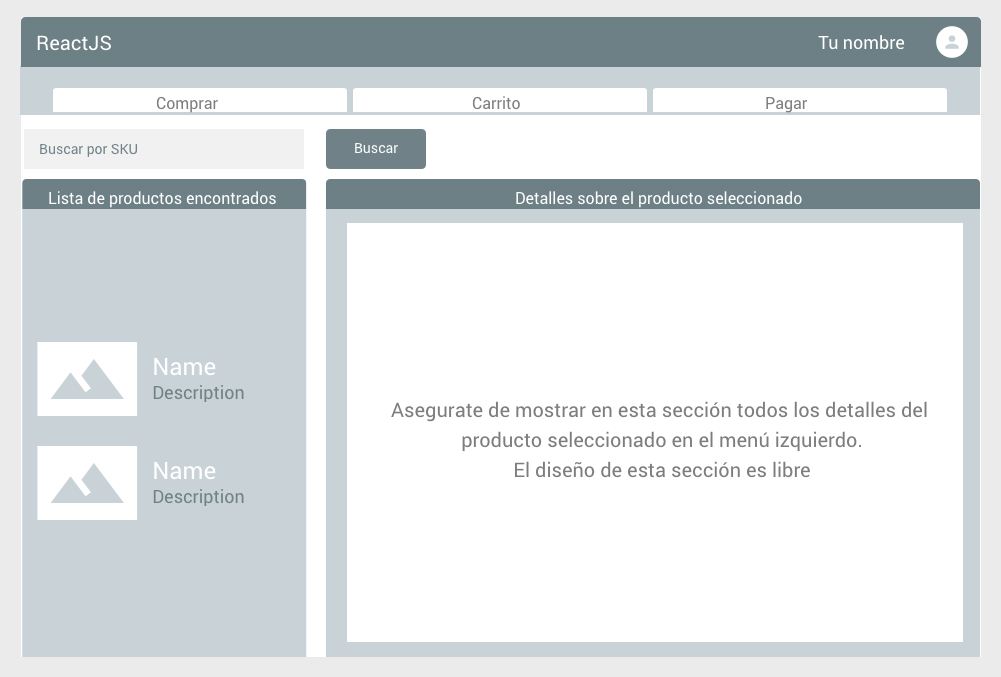 ReactJS
Tu nombre
Comprar
Carrito
Pagar
Buscar por SKU
Buscar
Lista de productos encontrados
Detalles sobre el producto seleccionado
Name
Description
Name
Description
Asegurate de mostrar en esta sección todos los detalles del
producto seleccionado en el menú izquierdo.
El diseño de esta sección es libre